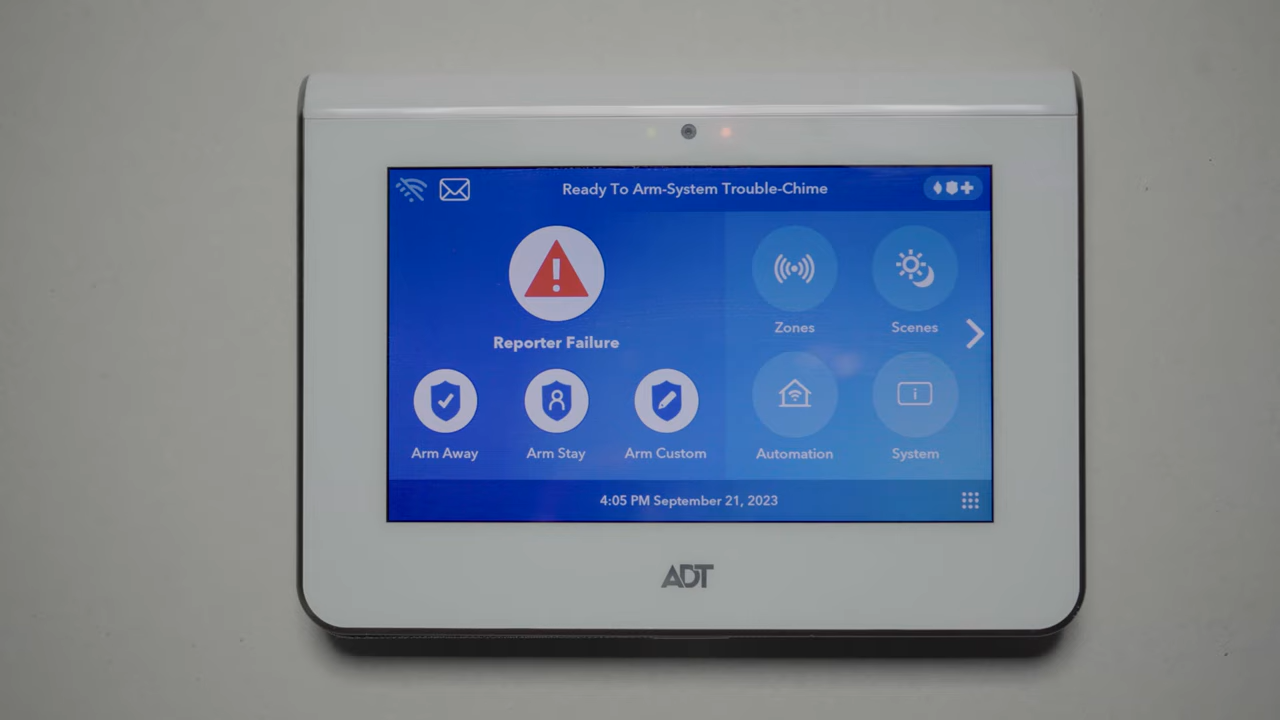 Ready To Arm-System Trouble-Chime
Reporter Failure
Zones
Scenes
Arm Away
Arm Stay
Arm Custom
Automation
System
4:05 PM September 21, 2023
ADT